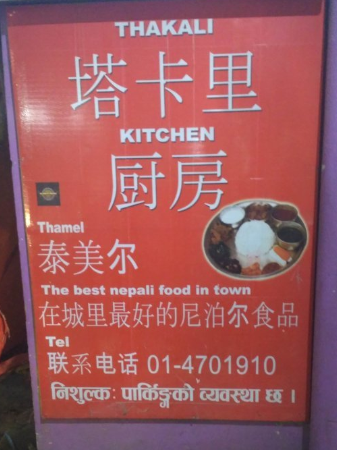 THAKALI
塔卡里
KITCHEN
厨房
Thamel
泰美尔
The best nepali food in town
在城里最好的尼泊尔食品
Tel
联系电话 01-4701910
निशुल्क: पार्किङ्गको व्यवस्था छ ।